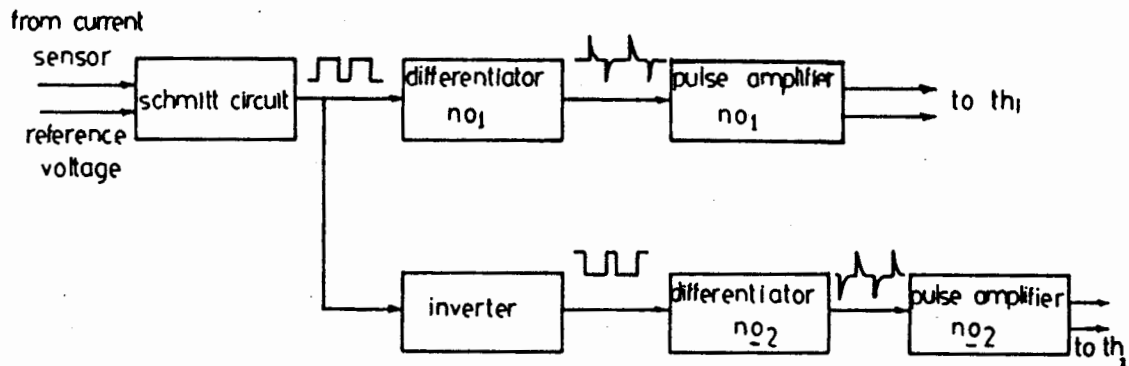 from current
sensor
schmitt circuit
reference
voltage
differentiator
no1
pulse amplifier
no1
to th1
inverter
differentiator
no2
pulse amplifier
no2
to th1